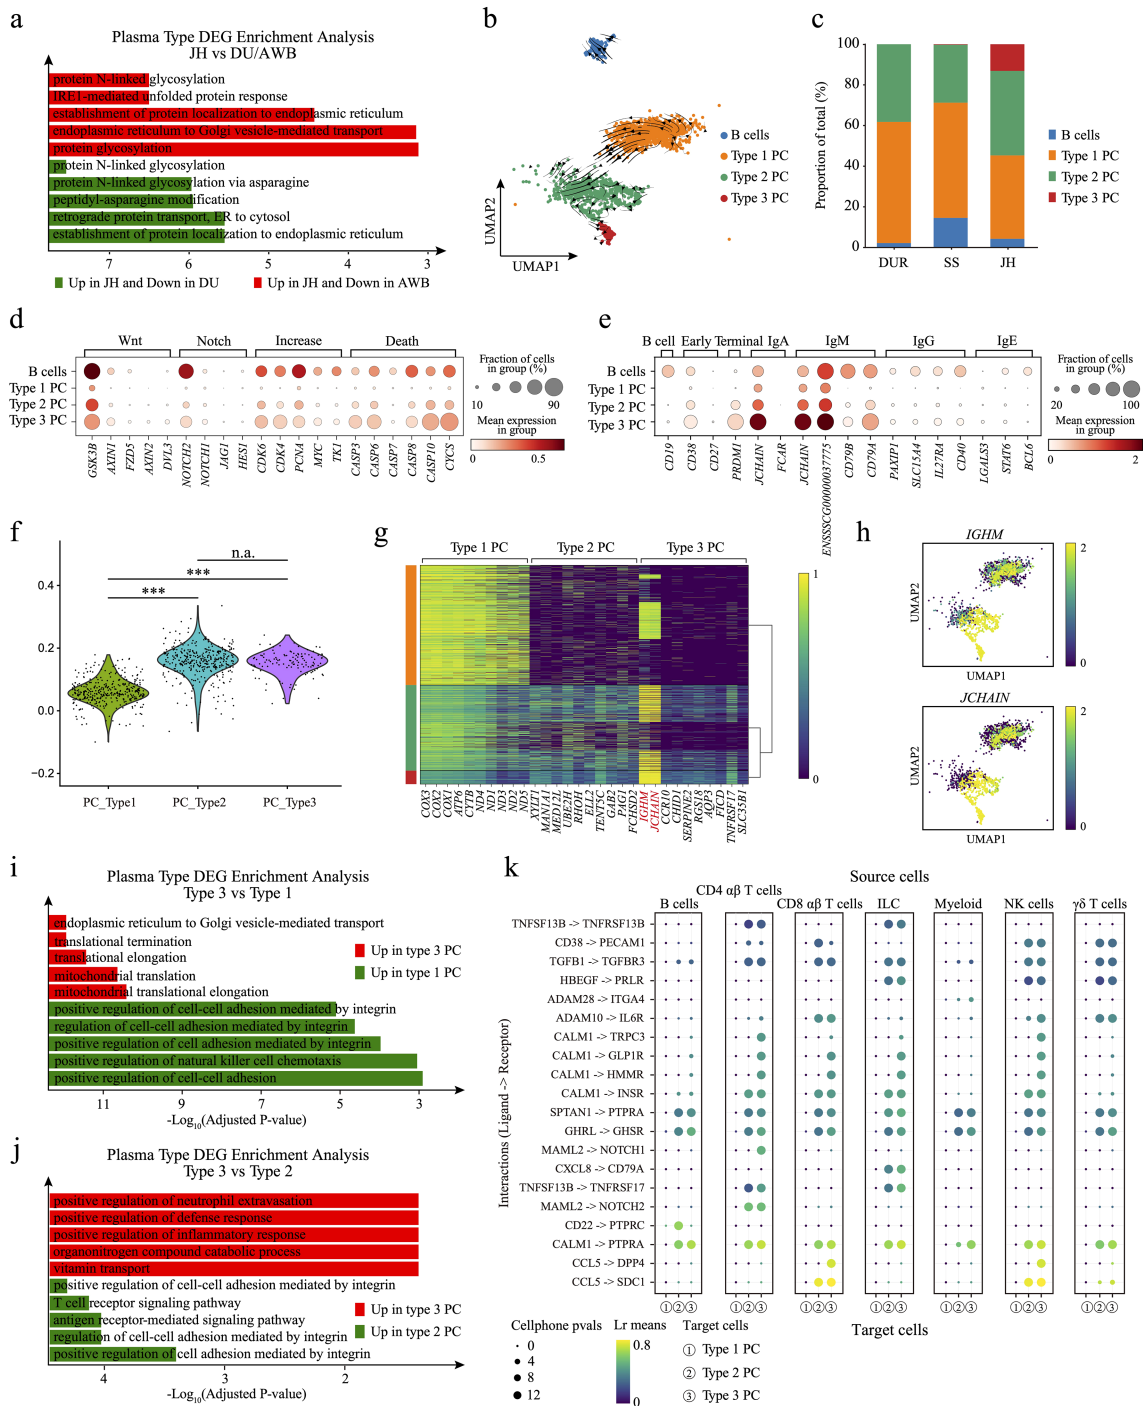 a
Plasma Type DEG Enrichment Analysis
JH vs DU/AWB
protein N-linked glycosylation
IRE1-mediated unfolded protein response
establishment of protein localization to endoplasmic reticulum
endoplasmic reticulum to Golgi vesicle-mediated transport
protein glycosylation
protein N-linked glycosylation
protein N-linked glycosylation via asparagine
peptidyl-asparagine modification
retrograde protein transport, ER to cytosol
establishment of protein localization to endoplasmic reticulum
7 6 5 4 3
Up in JH and Down in DU
Up in JH and Down in AWB
b
UMAP2
UMAP1
B cells
Type 1 PC
Type 2 PC
Type 3 PC
c
Proportion of total (%)
100
80
60
40
20
0
DUR SS JH
B cells
Type 1 PC
Type 2 PC
Type 3 PC
d
Wnt Notch Increase Death
B cells
Type 1 PC
Type 2 PC
Type 3 PC
GSK3B AXIN1 FZD5 AXIN2 DVL3 NOTCH2 NOTCH1 JAG1 HES1 CDK6 CDK4 PCNA MYC TK1 CASP3 CASP6 CASP7 CASP8 CASP10 CYCS
Fraction of cells
in group (%)
10 90
Mean expression
in group
0 0.5
e
B cell Early Terminal IgA IgM IgG IgE
B cells
Type 1 PC
Type 2 PC
Type 3 PC
CD19 CD38 CD27 PRDM1 JCHAIN FCAR JCHAIN ENSSSCG00000037775 CD79B CD79A PAXIP1 SLC15A4 IL27RA CD40 LGALS3 STAT6 BCL6
Fraction of cells
in group (%)
20 100
Mean expression
in group
0 2
f
n.a.
***
***
0.4
0.2
0.0
−0.2
PC_Type1 PC_Type2 PC_Type3
g
Type 1 PC Type 2 PC Type 3 PC
COX3 COX2 COX1 ATP6 CYTB ND4 ND1 ND3 ND2 ND5 XYLT1 MAN1A1 MED12L UBE2H RHOH ELL2 TENT5C GAB2 PAG1 FCHSD2 IGHM JCHAIN CCR10 CHID1 SERPINE2 RGS18 AQP3 FICD TNFRSF17 SLC35B1
1
0
h
IGHM
UMAP2
UMAP1
2
0
JCHAIN
UMAP2
UMAP1
2
0
i
Plasma Type DEG Enrichment Analysis
Type 3 vs Type 1
endoplasmic reticulum to Golgi vesicle-mediated transport
translational termination
translational elongation
mitochondrial translation
mitochondrial translational elongation
positive regulation of cell-cell adhesion mediated by integrin
regulation of cell-cell adhesion mediated by integrin
positive regulation of cell adhesion mediated by integrin
positive regulation of natural killer cell chemotaxis
positive regulation of cell-cell adhesion
Up in type 3 PC
Up in type 1 PC
11 9 7 5 3
-Log10(Adjusted P-value)
j
Plasma Type DEG Enrichment Analysis
Type 3 vs Type 2
positive regulation of neutrophil extravasation
positive regulation of defense response
positive regulation of inflammatory response
organonitrogen compound catabolic process
vitamin transport
positive regulation of cell-cell adhesion mediated by integrin
T cell receptor signaling pathway
antigen receptor-mediated signaling pathway
regulation of cell-cell adhesion mediated by integrin
positive regulation of cell adhesion mediated by integrin
Up in type 3 PC
Up in type 2 PC
4 3 2
-Log10(Adjusted P-value)
k
Source cells
B cells CD4 αβ T cells CD8 αβ T cells ILC Myeloid NK cells γδ T cells
Interactions (Ligand -> Receptor)
TNFSF13B -> TNFRSF13B
CD38 -> PECAM1
TGFB1 -> TGFBR3
HBEGF -> PRLR
ADAM28 -> ITGA4
ADAM10 -> IL6R
CALM1 -> TRPC3
CALM1 -> GLP1R
CALM1 -> HMMR
CALM1 -> INSR
SPTAN1 -> PTPRA
GHRL -> GHSR
MAML2 -> NOTCH1
CXCL8 -> CD79A
TNFSF13B -> TNFRSF17
MAML2 -> NOTCH2
CD22 -> PTPRC
CALM1 -> PTPRA
CCL5 -> DPP4
CCL5 -> SDC1
①②③ ①②③ ①②③ ①②③ ①②③ ①②③ ①②③
Target cells
Cellphone pvals
0
4
8
12
Lr means
0.8
0
Target cells
① Type 1 PC
② Type 2 PC
③ Type 3 PC